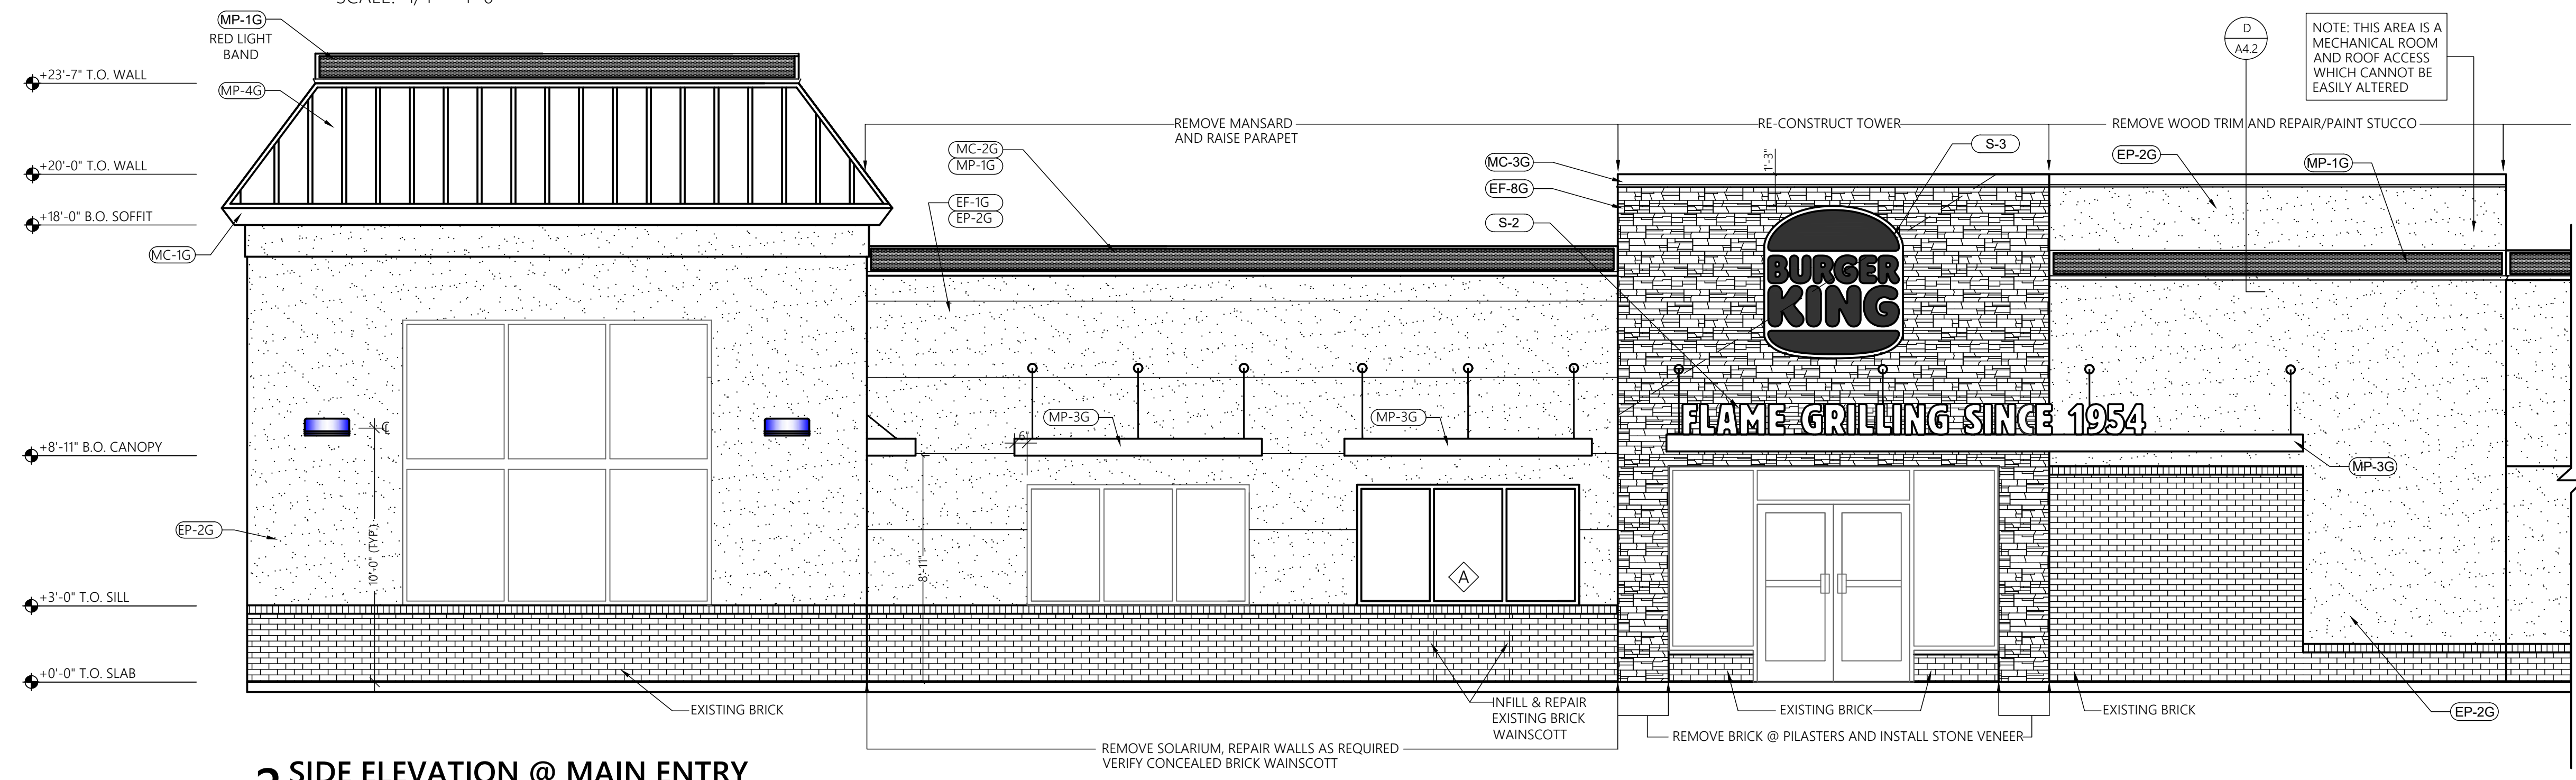 MP-1G
RED LIGHT
BAND
+23'-7" T.O. WALL
MP-4G
+20'-0" T.O. WALL
+18'-0" B.O. SOFFIT
MC-1G
+8'-11" B.O. CANOPY
EP-2G
+3'-0" T.O. SILL
+0'-0" T.O. SLAB
10'-0" (TYP.)
EXISTING BRICK
REMOVE MANSARD
AND RAISE PARAPET
MC-2G
MP-1G
EF-1G
EP-2G
MP-3G
MP-3G
6"
8'-11"
A
INFILL & REPAIR
EXISTING BRICK
WAINSCOTT
REMOVE SOLARIUM, REPAIR WALLS AS REQUIRED
VERIFY CONCEALED BRICK WAINSCOTT
RE-CONSTRUCT TOWER
MC-3G
EF-8G
S-2
1'-3"
S-3
BURGER
KING
FLAME GRILLING SINCE 1954
EXISTING BRICK
REMOVE BRICK @ PILASTERS AND INSTALL STONE VENEER
REMOVE WOOD TRIM AND REPAIR/PAINT STUCCO
EP-2G
D
A4.2
MP-1G
NOTE: THIS AREA IS A
MECHANICAL ROOM
AND ROOF ACCESS
WHICH CANNOT BE
EASILY ALTERED
MP-3G
EXISTING BRICK
EP-2G
SIDE ELEVATION @ MAIN ENTRY